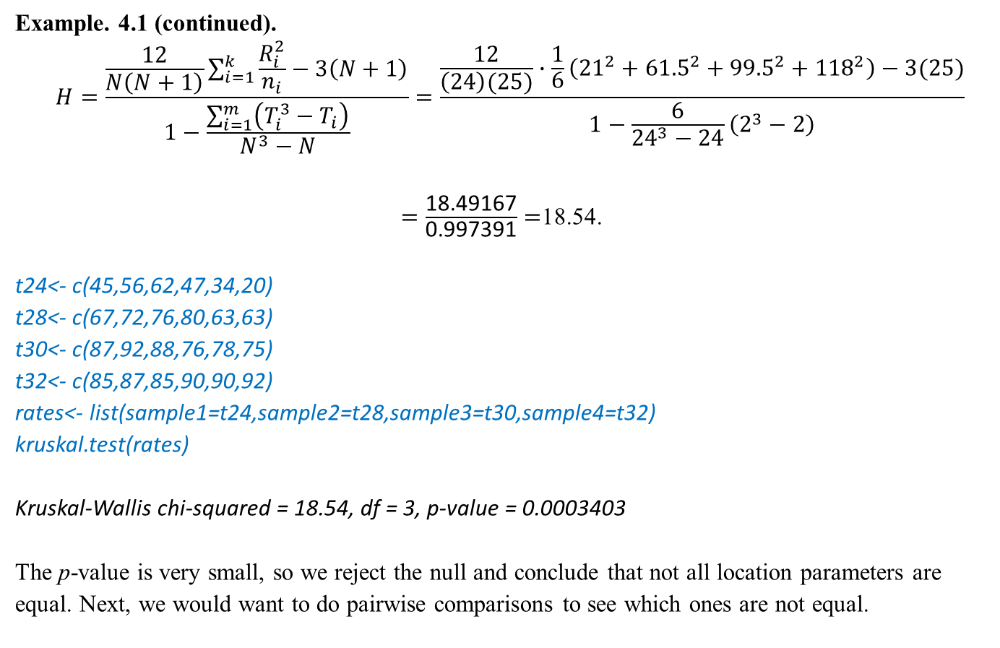 Example. 4.1 (continued).
H = \frac{\frac{12}{N(N + 1)} \sum_{i=1}^{k} \frac{R_i^2}{n_i} - 3(N + 1)}{1 - \frac{\sum_{i=1}^{m} (T_i^3 - T_i)}{N^3 - N}} = \frac{\frac{12}{(24)(25)} \cdot \frac{1}{6} (21^2 + 61.5^2 + 99.5^2 + 118^2) - 3(25)}{1 - \frac{6}{24^3 - 24} (2^3 - 2)}
= \frac{18.49167}{0.997391} =18.54.
t24<- c(45,56,62,47,34,20)
t28<- c(67,72,76,80,63,63)
t30<- c(87,92,88,76,78,75)
t32<- c(85,87,85,90,90,92)
rates<- list(sample1=t24,sample2=t28,sample3=t30,sample4=t32)
kruskal.test(rates)
Kruskal-Wallis chi-squared = 18.54, df = 3, p-value = 0.0003403
The p-value is very small, so we reject the null and conclude that not all location parameters are
equal. Next, we would want to do pairwise comparisons to see which ones are not equal.